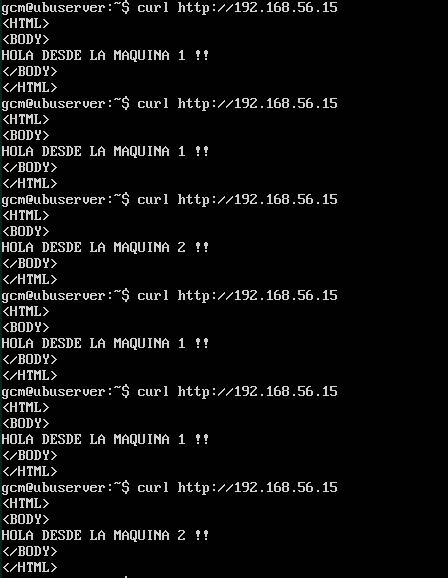 gcm@ubuserver:~$ curl http://192.168.56.15
<HTML>
<BODY>
HOLA DESDE LA MAQUINA 1 !!
</BODY>
</HTML>
gcm@ubuserver:~$ curl http://192.168.56.15
<HTML>
<BODY>
HOLA DESDE LA MAQUINA 1 !!
</BODY>
</HTML>
gcm@ubuserver:~$ curl http://192.168.56.15
<HTML>
<BODY>
HOLA DESDE LA MAQUINA 2 !!
</BODY>
</HTML>
gcm@ubuserver:~$ curl http://192.168.56.15
<HTML>
<BODY>
HOLA DESDE LA MAQUINA 1 !!
</BODY>
</HTML>
gcm@ubuserver:~$ curl http://192.168.56.15
<HTML>
<BODY>
HOLA DESDE LA MAQUINA 1 !!
</BODY>
</HTML>
gcm@ubuserver:~$ curl http://192.168.56.15
<HTML>
<BODY>
HOLA DESDE LA MAQUINA 2 !!
</BODY>
</HTML>